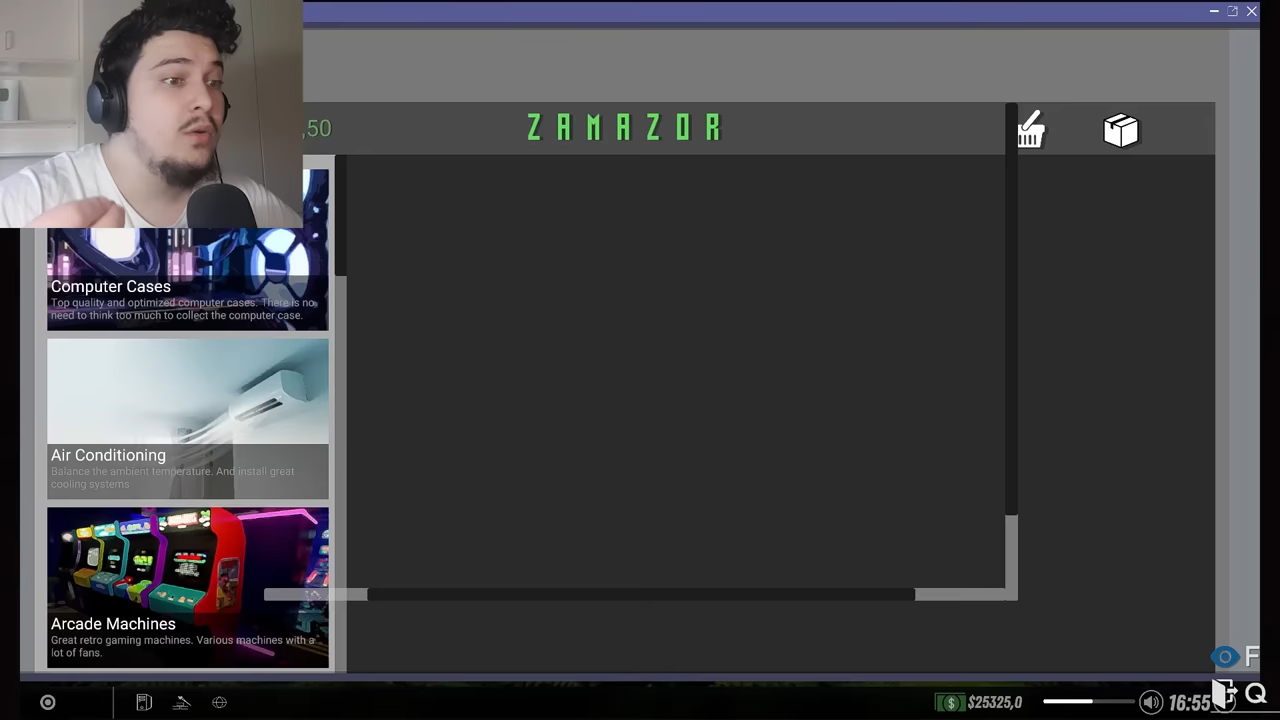 ,50
ZAMAZOR
Computer Cases
Top quality and optimized computer cases. There is no
need to think too much to collect the computer case.
Air Conditioning
Balance the ambient temperature. And install great
cooling systems
Arcade Machines
Great retro gaming machines. Various machines with a
lot of fans.
F
$25325,0
16:55
Q